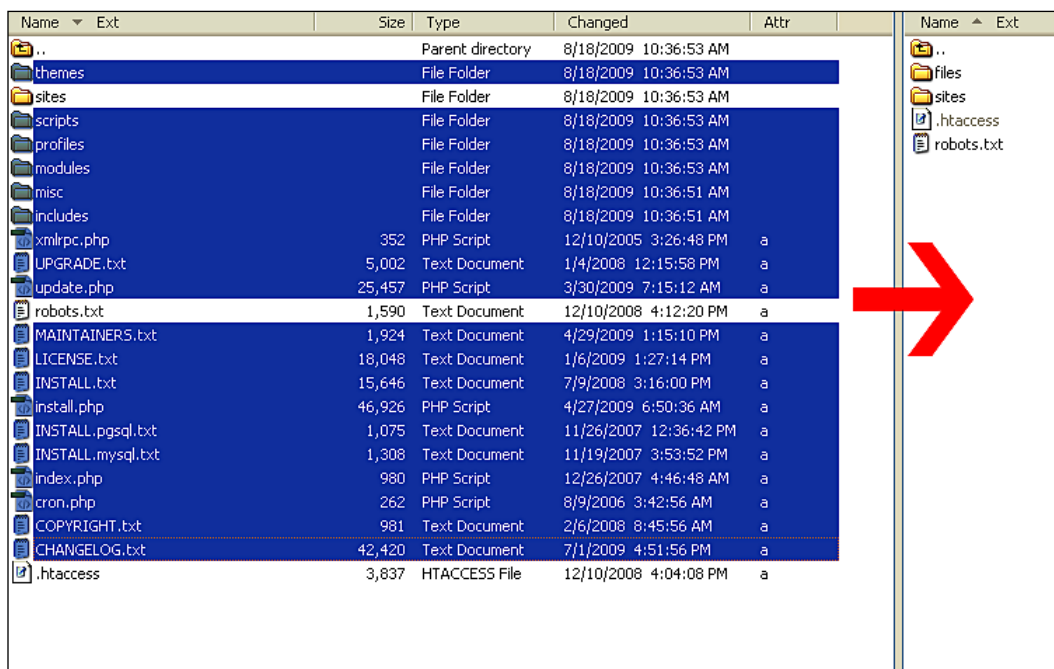 Name Ext Size Type Changed Attr
.. Parent directory 8/18/2009 10:36:53 AM
themes File Folder 8/18/2009 10:36:53 AM
sites File Folder 8/18/2009 10:36:53 AM
scripts File Folder 8/18/2009 10:36:53 AM
profiles File Folder 8/18/2009 10:36:53 AM
modules File Folder 8/18/2009 10:36:53 AM
misc File Folder 8/18/2009 10:36:51 AM
includes File Folder 8/18/2009 10:36:51 AM
xmlrpc.php 352 PHP Script 12/10/2005 3:26:48 PM a
UPGRADE.txt 5,002 Text Document 1/4/2008 12:15:58 PM a
update.php 25,457 PHP Script 3/30/2009 7:15:12 AM a
robots.txt 1,590 Text Document 12/10/2008 4:12:20 PM a
MAINTAINERS.txt 1,924 Text Document 4/29/2009 1:15:10 PM a
LICENSE.txt 18,048 Text Document 1/6/2009 1:27:14 PM a
INSTALL.txt 15,646 Text Document 7/9/2008 3:16:00 PM a
install.php 46,926 PHP Script 4/27/2009 6:50:36 AM a
INSTALL.pgsql.txt 1,075 Text Document 11/26/2007 12:36:42 PM a
INSTALL.mysql.txt 1,308 Text Document 11/19/2007 3:53:52 PM a
index.php 980 PHP Script 12/26/2007 4:46:48 AM a
cron.php 262 PHP Script 8/9/2006 3:42:56 AM a
COPYRIGHT.txt 981 Text Document 2/6/2008 8:45:56 AM a
CHANGELOG.txt 42,420 Text Document 7/1/2009 4:51:56 PM a
.htaccess 3,837 HTACCESS File 12/10/2008 4:04:08 PM a
Name Ext
..
files
sites
.htaccess
robots.txt